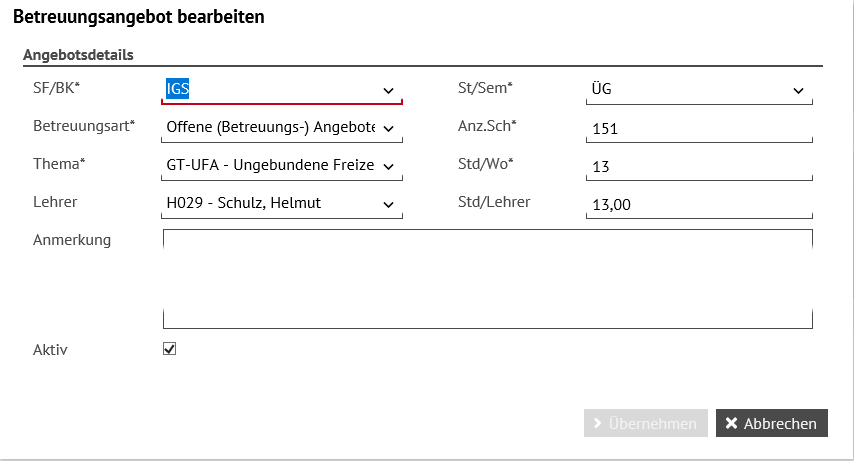 Betreuungsangebot bearbeiten
Angebotsdetails
SF/BK* IGS St/Sem* ÜG
Betreuungsart* Offene (Betreuungs-) Angebote Anz.Sch* 151
Thema* GT-UFA - Ungebundene Freize Std/Wo* 13
Lehrer H029 - Schulz, Helmut Std/Lehrer 13,00
Anmerkung
Aktiv
Übernehmen Abbrechen